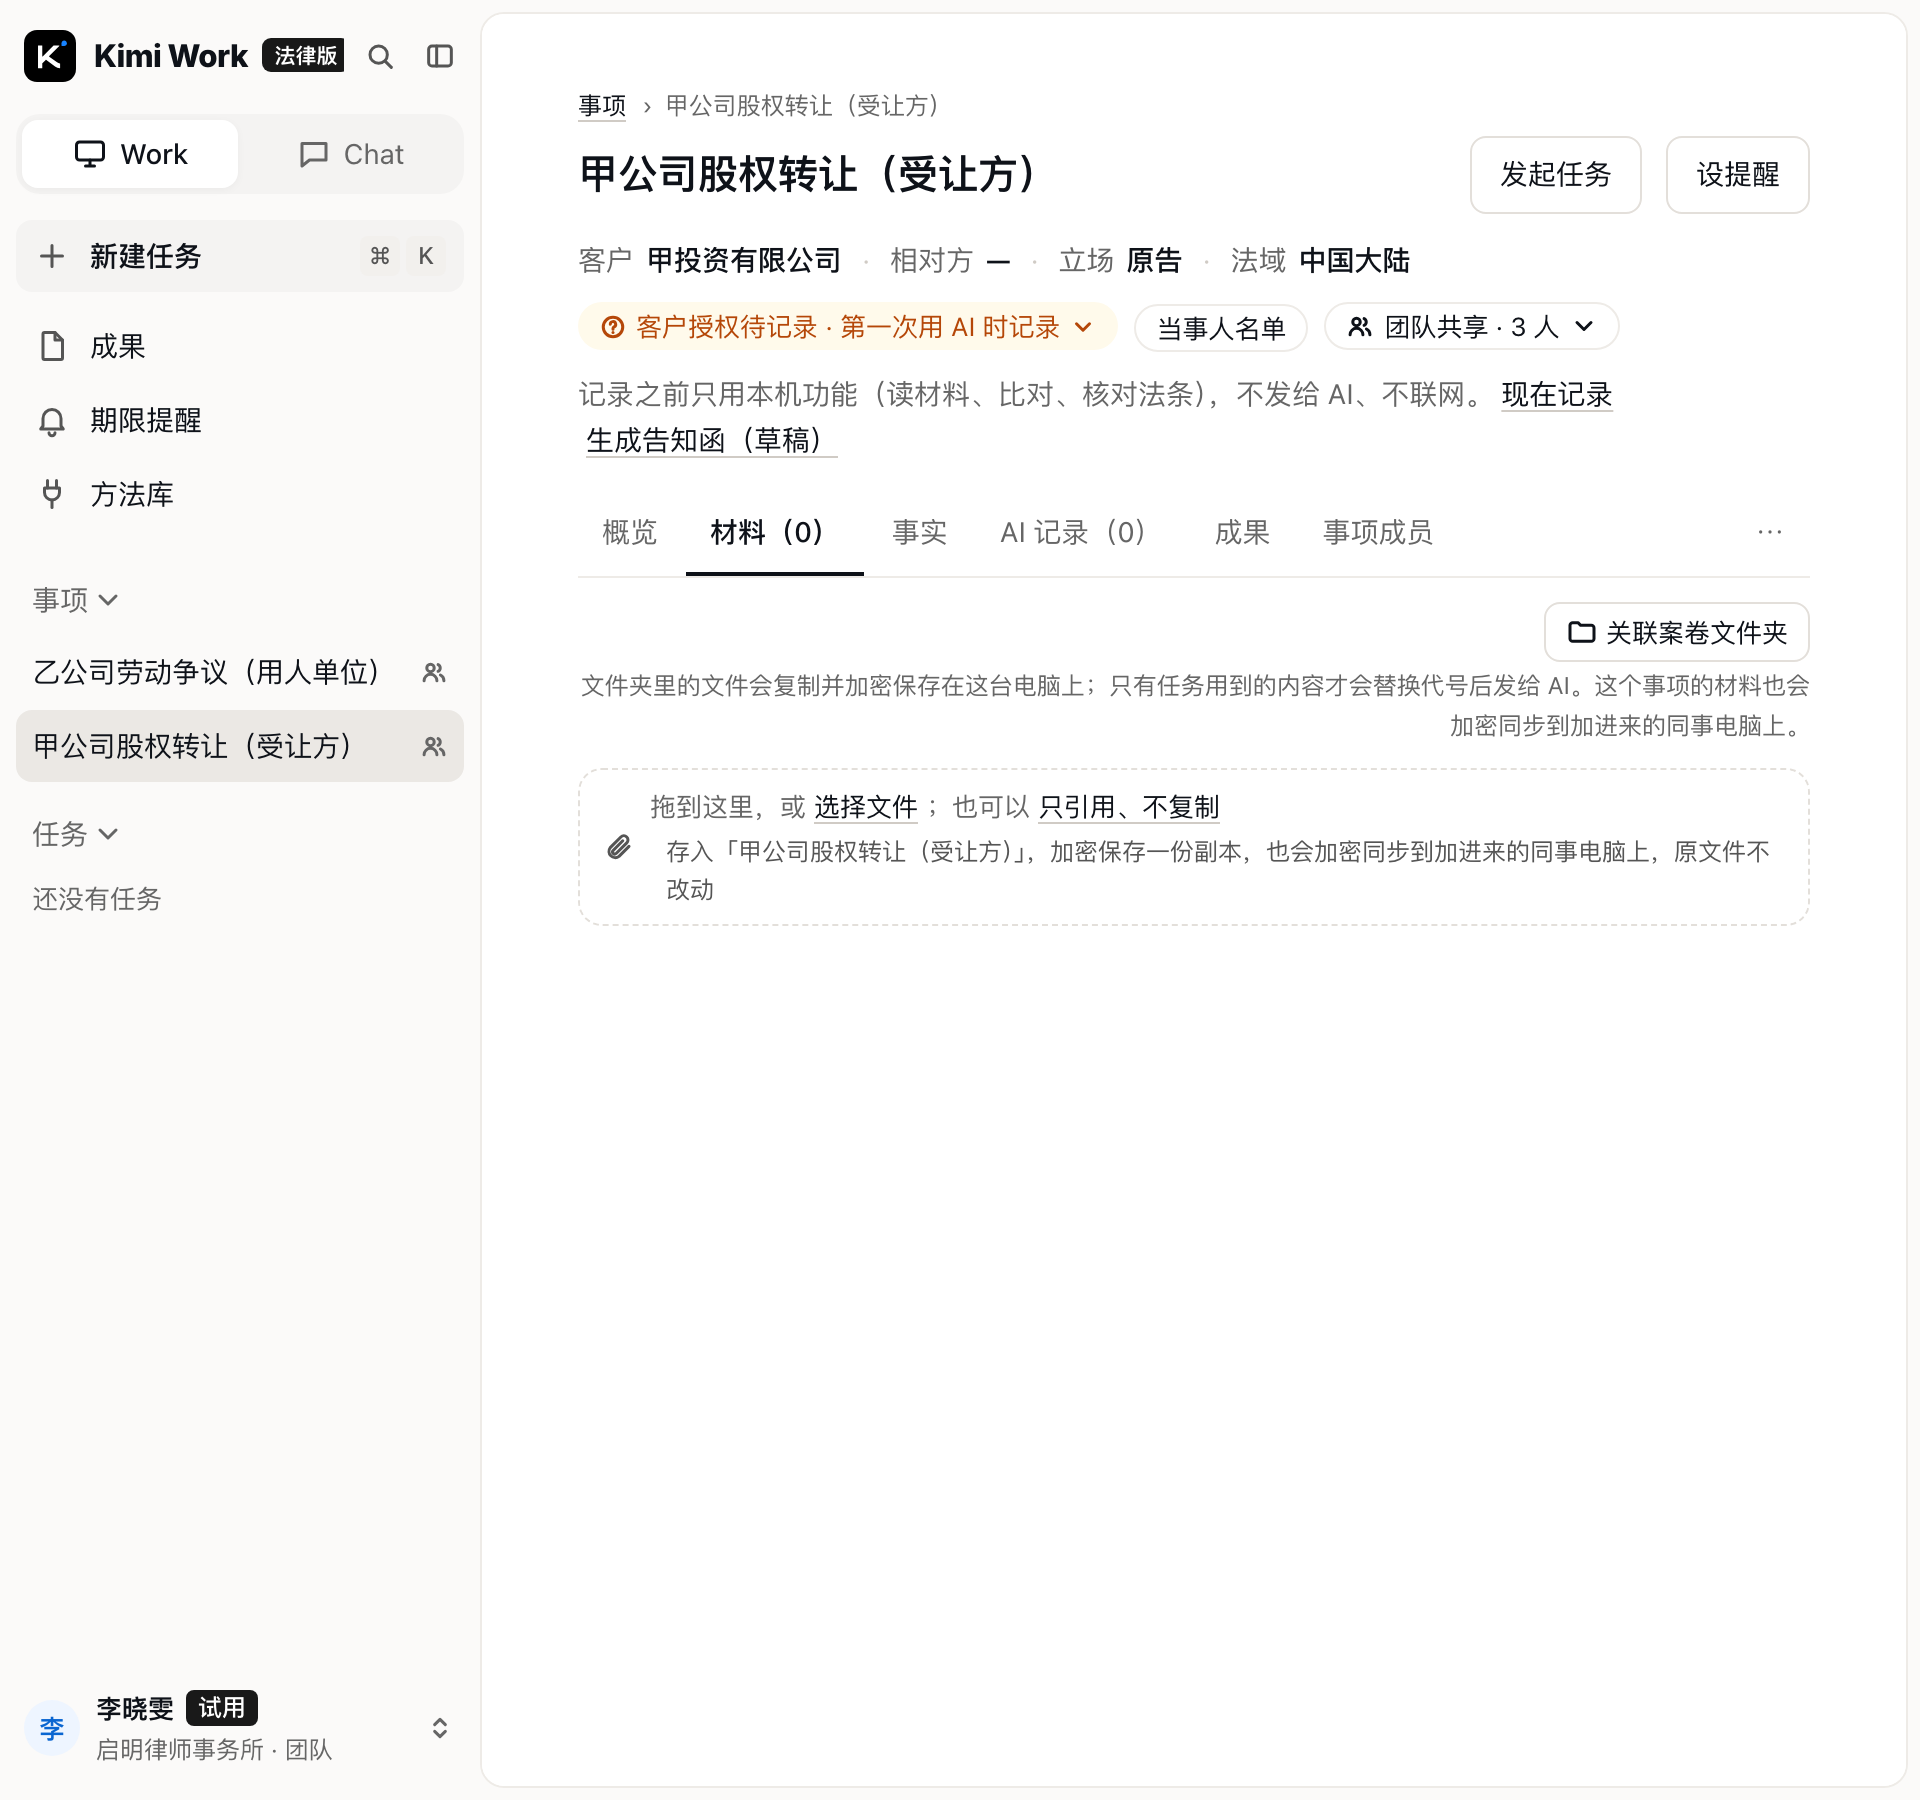 Kimi Work 法律版
Work
Chat
新建任务 ⌘ K
成果
期限提醒
方法库
事项
乙公司劳动争议（用人单位）
甲公司股权转让（受让方）
任务
还没有任务
李 李晓雯 试用
启明律师事务所 · 团队
事项 › 甲公司股权转让（受让方）
甲公司股权转让（受让方）
发起任务
设提醒
客户 甲投资有限公司 · 相对方 — · 立场 原告 · 法域 中国大陆
客户授权待记录 · 第一次用 AI 时记录
当事人名单
团队共享 · 3 人
记录之前只用本机功能（读材料、比对、核对法条），不发给 AI、不联网。 现在记录
生成告知函（草稿）
概览 材料（0） 事实 AI 记录（0） 成果 事项成员 ···
关联案卷文件夹
文件夹里的文件会复制并加密保存在这台电脑上；只有任务用到的内容才会替换代号后发给 AI。这个事项的材料也会
加密同步到加进来的同事电脑上。
拖到这里，或 选择文件 ；也可以 只引用、不复制
存入「甲公司股权转让（受让方）」，加密保存一份副本，也会加密同步到加进来的同事电脑上，原文件不
改动